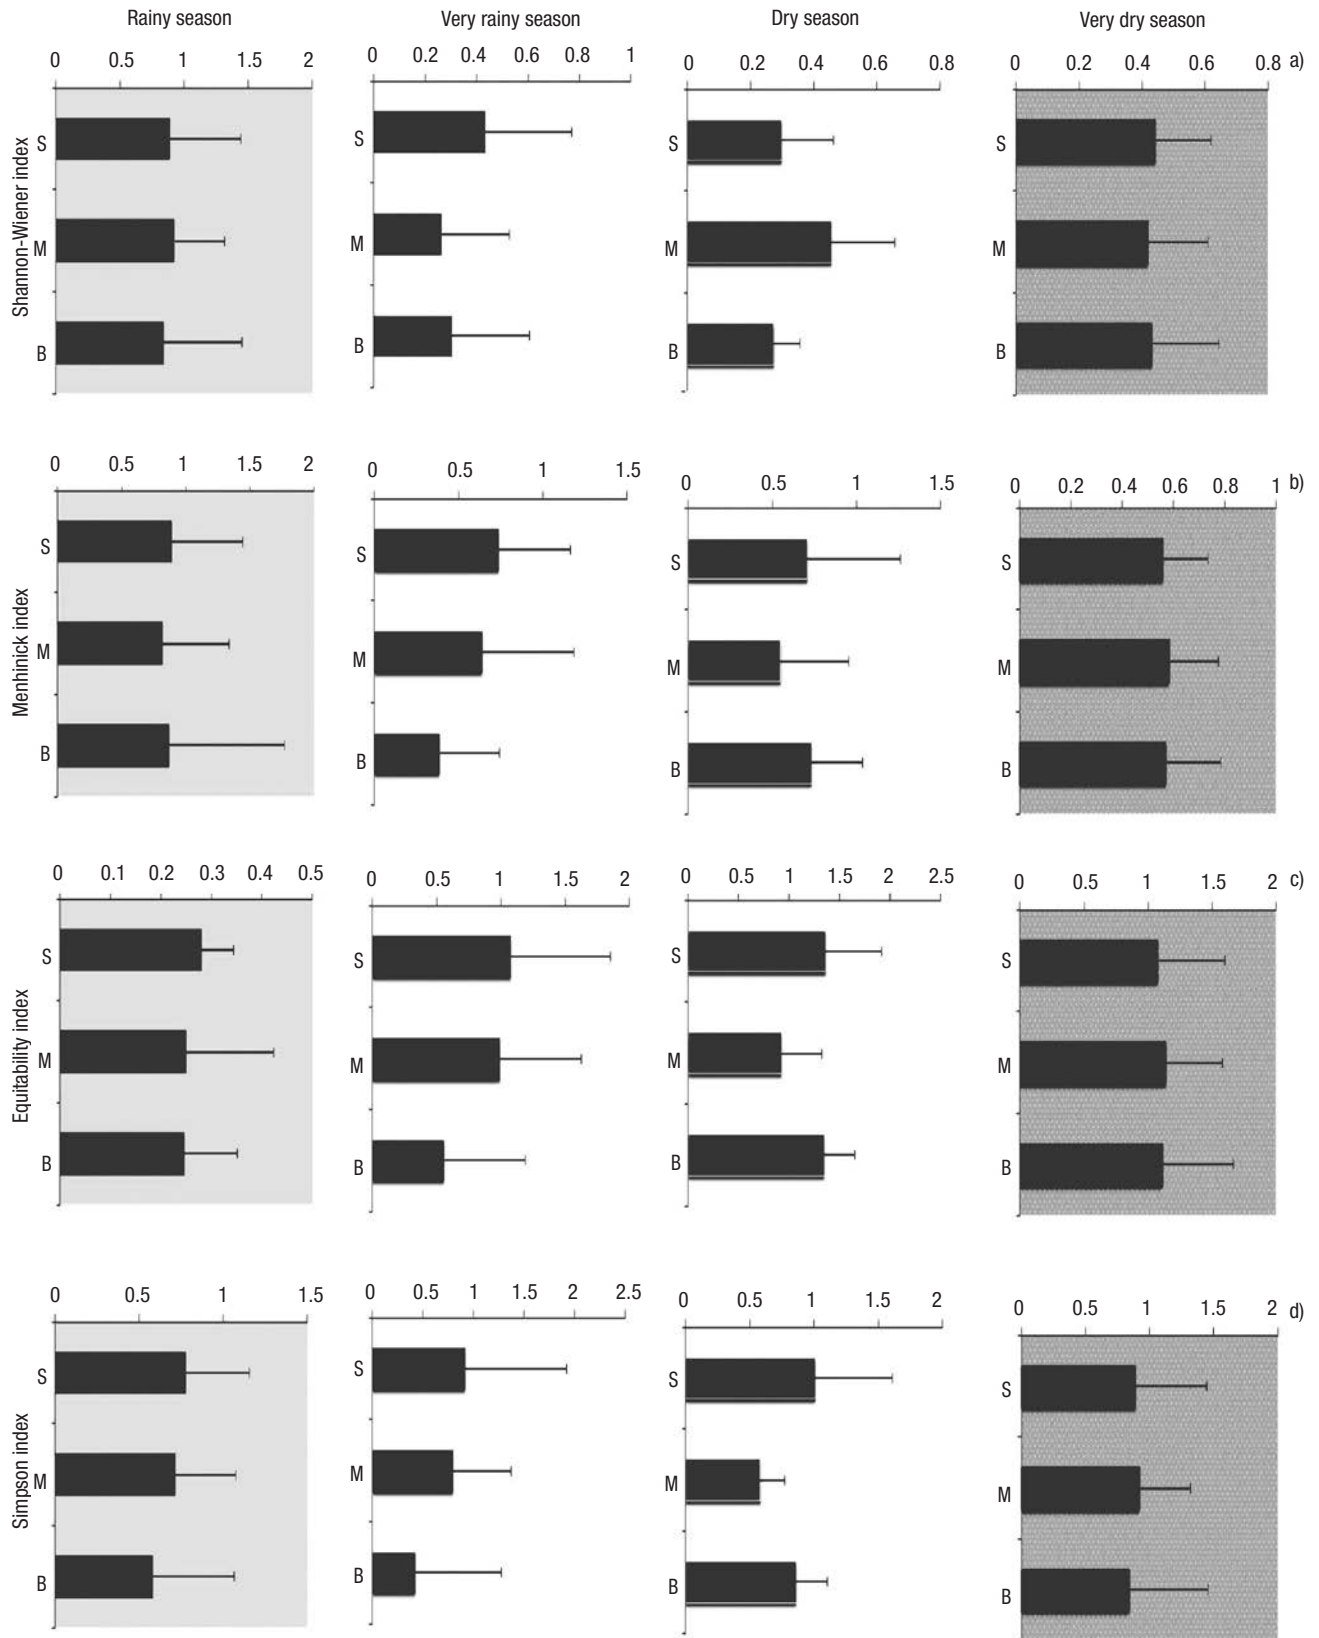 Rainy season Very rainy season Dry season Very dry season
0 0.5 1 1.5 2 0 0.2 0.4 0.6 0.8 1 0 0.2 0.4 0.6 0.8 0 0.2 0.4 0.6 0.8 a)
Shannon-Wiener index
S S S S
M M M M
B B B B
0 0.5 1 1.5 2 0 0.5 1 1.5 0 0.5 1 1.5 0 0.2 0.4 0.6 0.8 1 b)
Menhinick index
S S S S
M M M M
B B B B
0 0.1 0.2 0.3 0.4 0.5 0 0.5 1 1.5 2 0 0.5 1 1.5 2 2.5 0 0.5 1 1.5 2 c)
Equitability index
S S S S
M M M M
B B B B
0 0.5 1 1.5 0 0.5 1 1.5 2 2.5 0 0.5 1 1.5 2 0 0.5 1 1.5 2 d)
Simpson index
S S S S
M M M M
B B B B